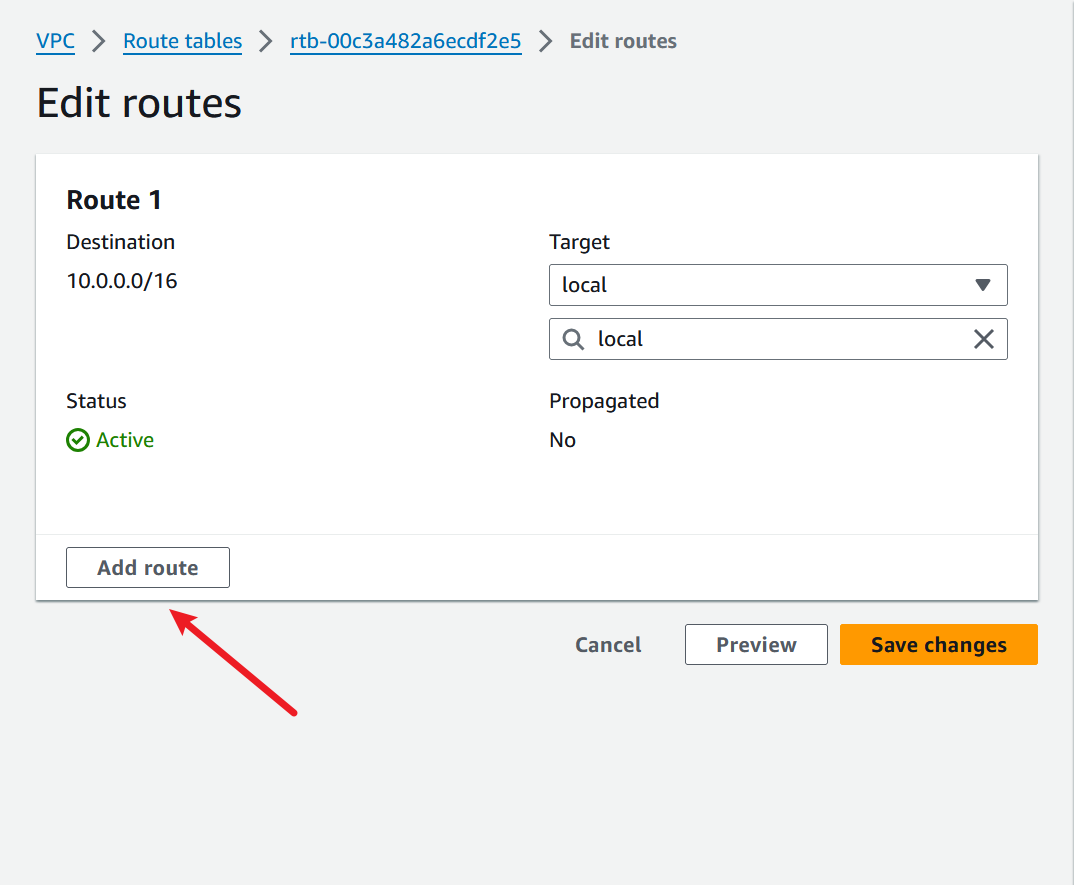 VPC > Route tables > rtb-00c3a482a6ecdf2e5 > Edit routes
Edit routes
Route 1
Destination
10.0.0.0/16
Target
local
local
Status
Active
Propagated
No
Add route
Cancel Preview Save changes